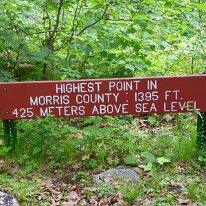 HIGHEST POINT IN
MORRIS COUNTY - 1395 FT.
425 METERS ABOVE SEA LEVEL